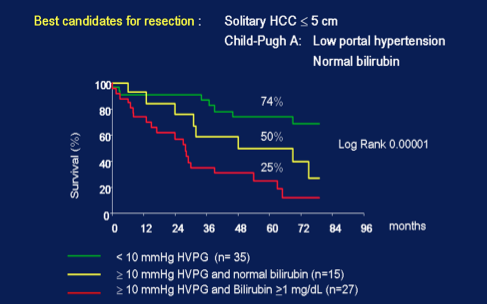 Best candidates for resection : Solitary HCC ≤ 5 cm
Child-Pugh A: Low portal hypertension
Normal bilirubin
100
80
60
40
20
0
Survival (%)
74%
50%
25%
Log Rank 0.00001
0 12 24 36 48 60 72 84 96 months
< 10 mmHg HVPG (n= 35)
≥ 10 mmHg HVPG and normal bilirubin (n=15)
≥ 10 mmHg HVPG and Bilirubin ≥1 mg/dL (n=27)